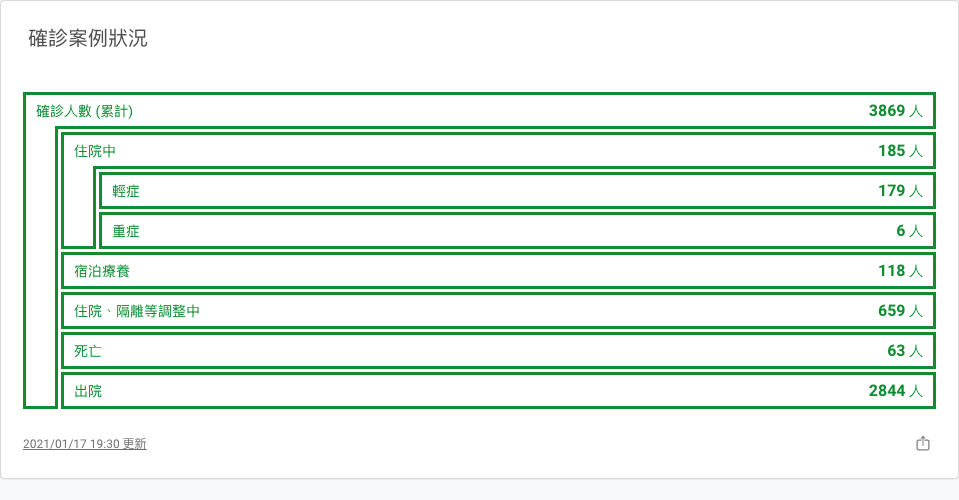 確診案例狀況
確診人數 (累計) 3869 人
住院中 185 人
輕症 179 人
重症 6 人
宿泊療養 118 人
住院、隔離等調整中 659 人
死亡 63 人
出院 2844 人
2021/01/17 19:30 更新